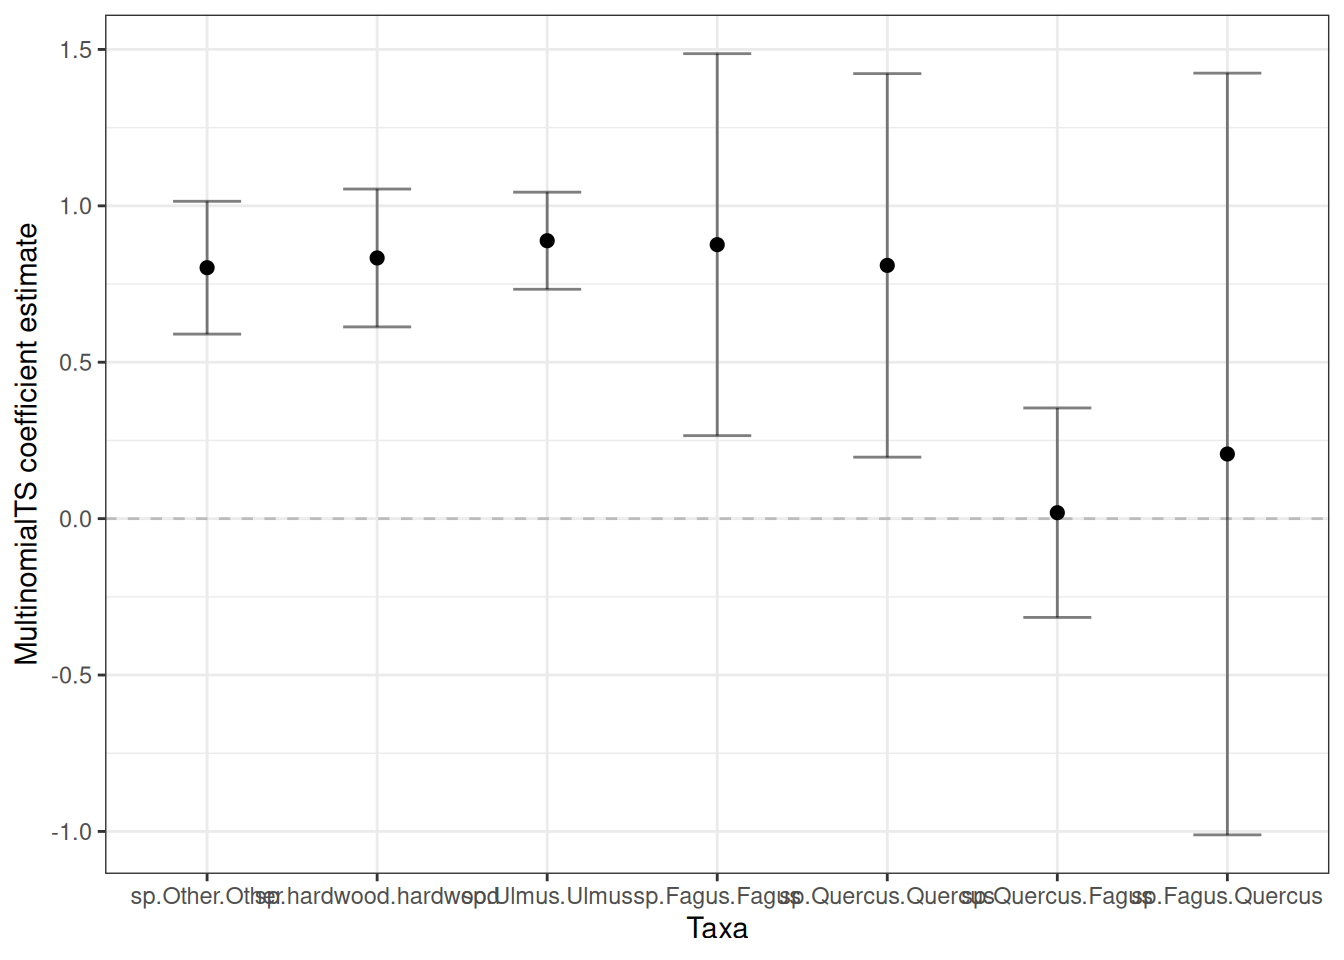 MultinomialTS coefficient estimate
1.5
1.0
0.5
0.0
-0.5
-1.0
sp.Other.Other sp.hardwood.hardwood sp.Ulmus.Ulmus sp.Fagus.Fagus sp.Quercus.Quercus sp.Quercus.Fagus sp.Fagus.Quercus
Taxa